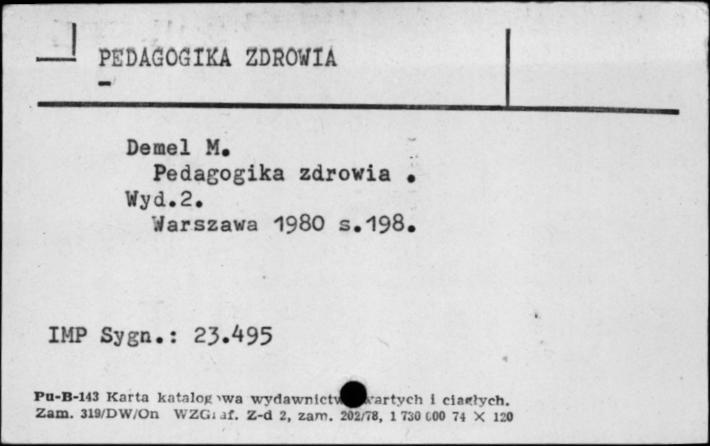 PEDAGOGIKA ZDROWIA
Demel M.
Pedagogika zdrowia .
Wyd.2.
Warszawa 1980 s.198.
IMP Sygn.: 23.495
Pu-B-143 Karta katalogowa wydawnictw zwartych i ciągłych.
Zam. 319/DW/On WZGraf. Z-d 2, zam. 202/78, 1 730 000 74 X 120